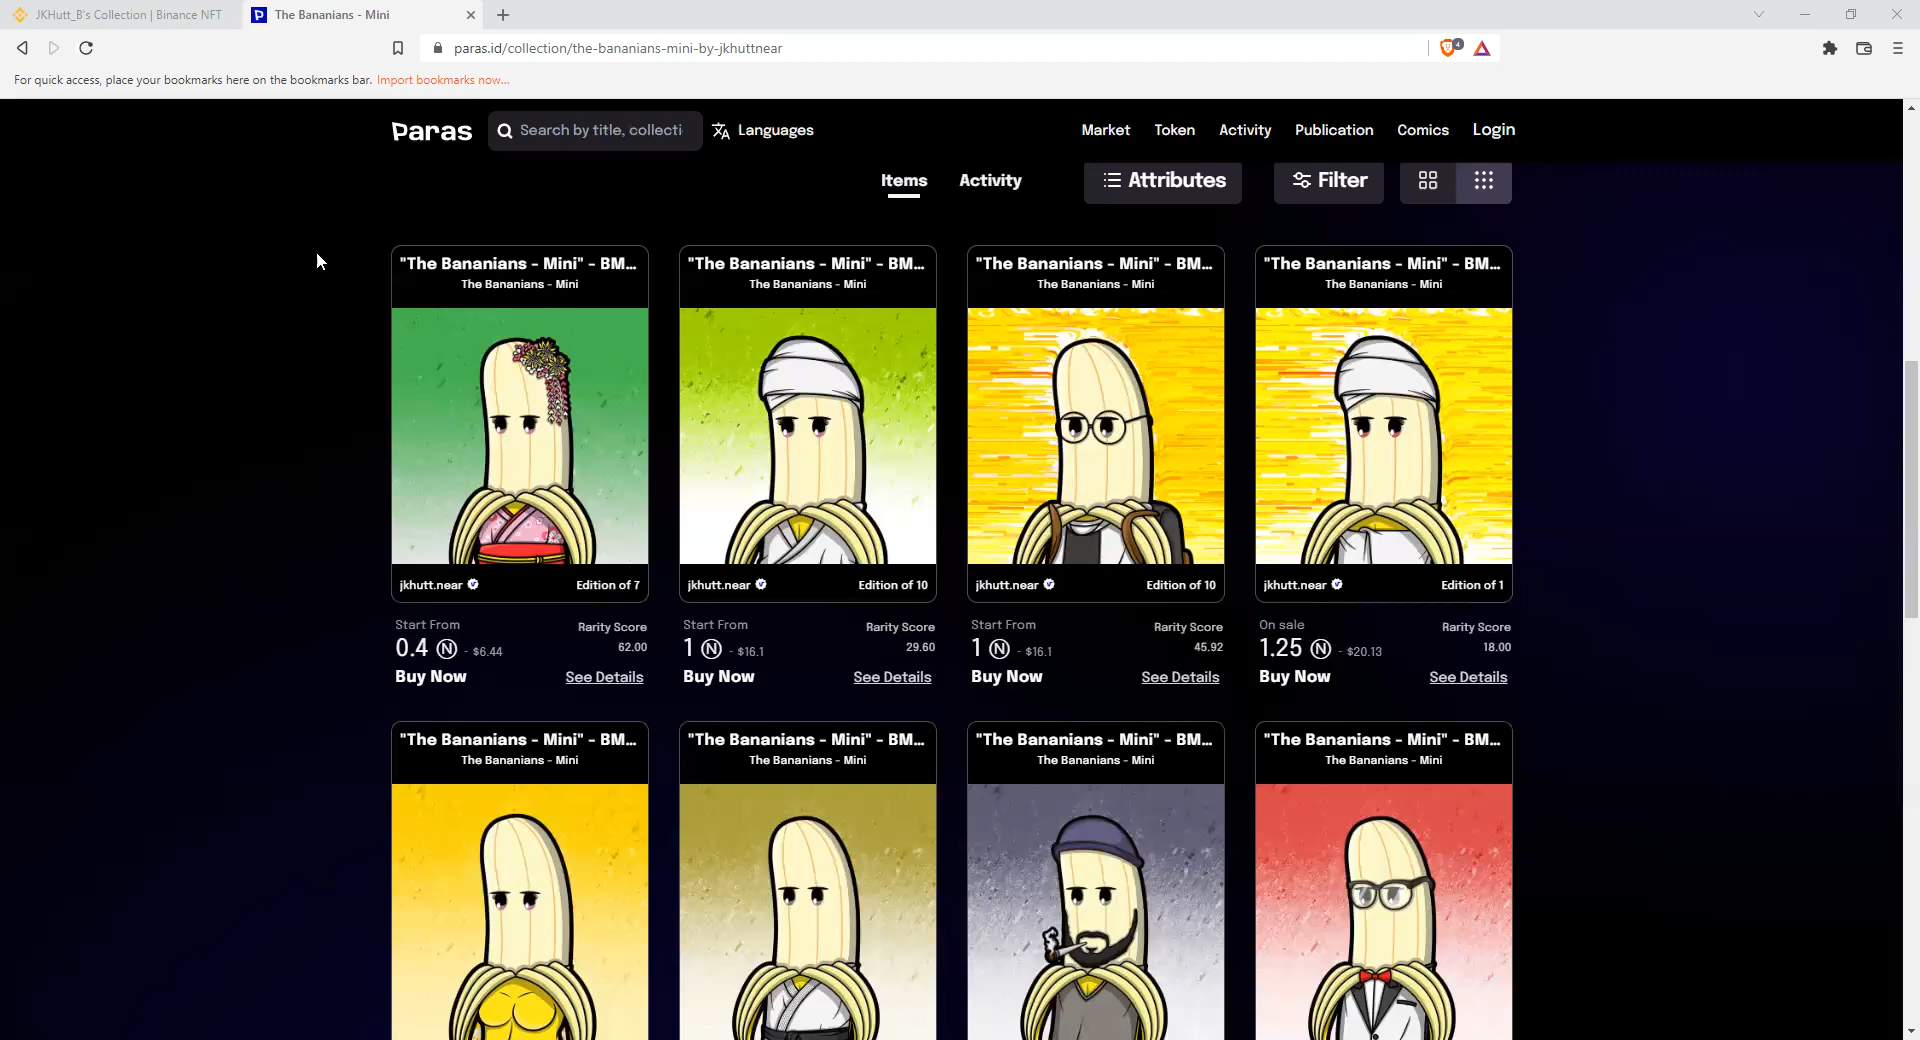 JKHutt_B's Collection | Binance NFT
The Bananians - Mini
paras.id/collection/the-bananians-mini-by-jkhuttnear
4
For quick access, place your bookmarks here on the bookmarks bar. Import bookmarks now...
Paras
Search by title, collecti
Languages
Market Token Activity Publication Comics Login
Items Activity Attributes Filter
"The Bananians - Mini" - BM...
The Bananians - Mini
jkhutt.near Edition of 7
Start From Rarity Score
0.4 N - $6.44 62.00
Buy Now See Details
"The Bananians - Mini" - BM...
The Bananians - Mini
jkhutt.near Edition of 10
Start From Rarity Score
1 N - $16.1 29.60
Buy Now See Details
"The Bananians - Mini" - BM...
The Bananians - Mini
jkhutt.near Edition of 10
Start From Rarity Score
1 N - $16.1 45.92
Buy Now See Details
"The Bananians - Mini" - BM...
The Bananians - Mini
jkhutt.near Edition of 1
On sale Rarity Score
1.25 N - $20.13 18.00
Buy Now See Details
"The Bananians - Mini" - BM...
The Bananians - Mini
"The Bananians - Mini" - BM...
The Bananians - Mini
"The Bananians - Mini" - BM...
The Bananians - Mini
"The Bananians - Mini" - BM...
The Bananians - Mini